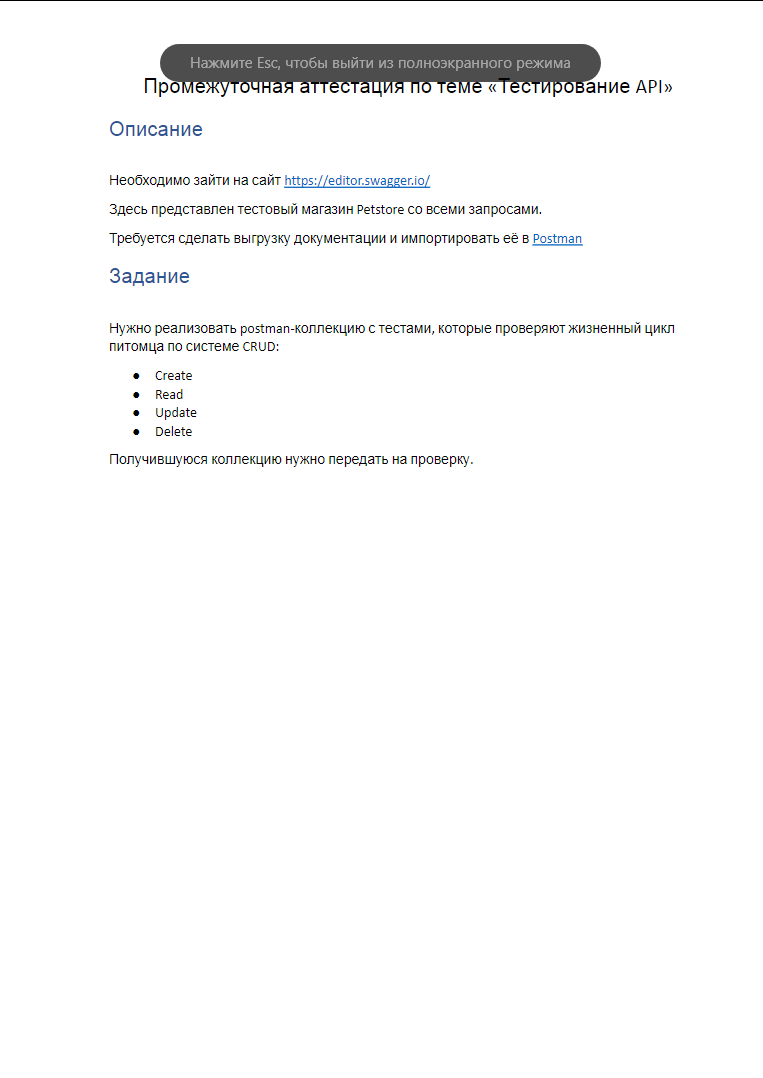 Нажмите Esc, чтобы выйти из полноэкранного режима
Промежуточная аттестация по теме «Тестирование API»
Описание
Необходимо зайти на сайт https://editor.swagger.io/
Здесь представлен тестовый магазин Petstore со всеми запросами.
Требуется сделать выгрузку документации и импортировать её в Postman
Задание
Нужно реализовать postman-коллекцию с тестами, которые проверяют жизненный цикл
питомца по системе CRUD:
● Create
● Read
● Update
● Delete
Получившуюся коллекцию нужно передать на проверку.